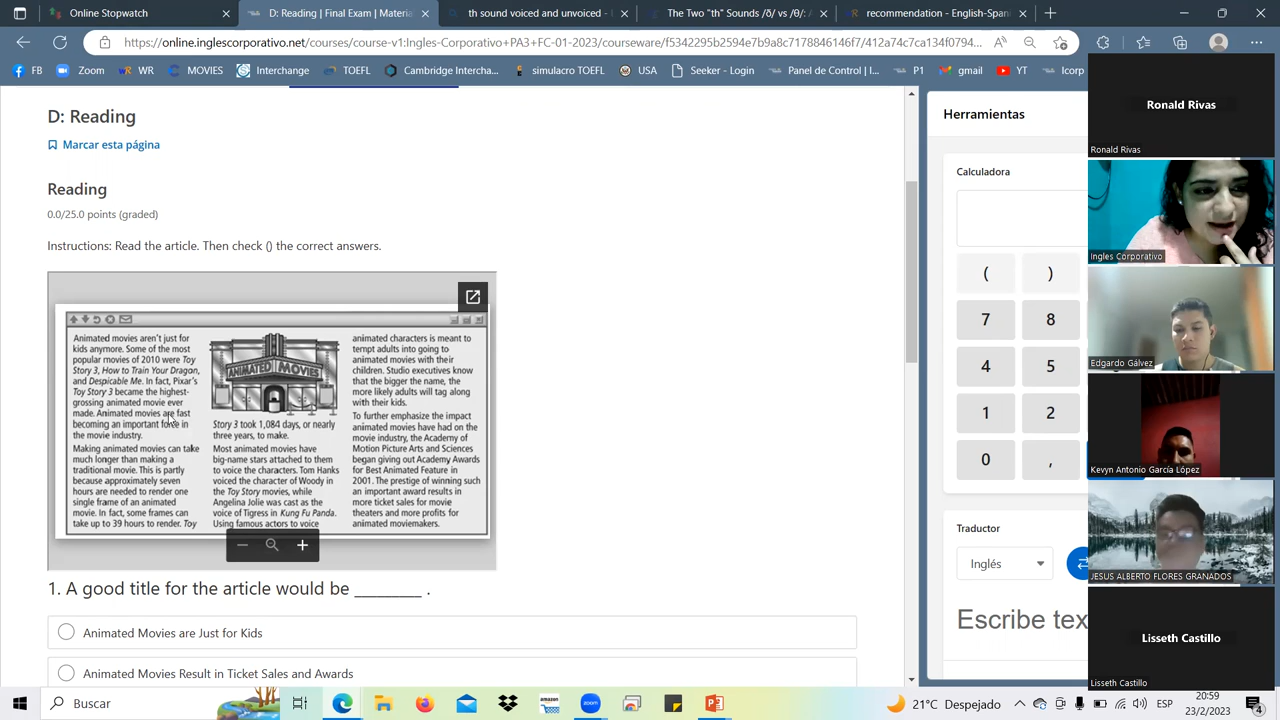 Stopwatch
D: Reading | Final Exam | Materia
th sound voiced and unvoiced -
The Two "th" Sounds /ð/ vs /θ/: A
recommendation - English-Span
https://online.inglescorporativo.net/courses/course-v1:Ingles-Corporativo+PA3+FC-01-2023/courseware/f5342295b2594e7b9a8c7178846146f7/412a74c7ca134f0794...
FB
Zoom
WR
MOVIES
Interchange
TOEFL
Cambridge Intercha...
simulacro TOEFL
USA
Seeker - Login
Panel de Control | I...
P1
gmail
YT
Icorp
D: Reading
Marcar esta página
Reading
0.0/25.0 points (graded)
Instructions: Read the article. Then check () the correct answers.
Animated movies aren't just for
kids anymore. Some of the most
popular movies of 2010 were Toy
Story 3, How to Train Your Dragon,
and Despicable Me. In fact, Pixar's
Toy Story 3 became the highest-
grossing animated movie ever
made. Animated movies are fast
becoming an important force in
the movie industry.
Making animated movies can take
much longer than making a
traditional movie. This is partly
because approximately seven
hours are needed to render one
single frame of an animated
movie. In fact, some frames can
take up to 39 hours to render. Toy
ANIMATED MOVIES
Story 3 took 1,084 days, or nearly
three years, to make.
Most animated movies have
big-name stars attached to them
to voice the characters. Tom Hanks
voiced the character of Woody in
the Toy Story movies, while
Angelina Jolie was cast as the
voice of Tigress in Kung Fu Panda.
Using famous actors to voice
animated characters is meant to
tempt adults into going to
animated movies with their
children. Studio executives know
that the bigger the name, the
more likely adults will tag along
with their kids.
To further emphasize the impact
animated movies have had on the
movie industry, the Academy of
Motion Picture Arts and Sciences
began giving out Academy Awards
for Best Animated Feature in
2001. The prestige of winning such
an important award results in
more ticket sales for movie
theaters and more profits for
animated moviemakers.
1. A good title for the article would be ________ .
Animated Movies are Just for Kids
Animated Movies Result in Ticket Sales and Awards
Herramientas
Calculadora
( )
7 8
4 5
1 2
0 ,
Traductor
Inglés
Escribe tex
Ronald Rivas
Ronald Rivas
Ingles Corporativo
Edgardo Gálvez
Kevyn Antonio García López
JESUS ALBERTO FLORES GRANADOS
Lisseth Castillo
Lisseth Castillo
Buscar
21°C Despejado
ESP
20:59
23/2/2023
4